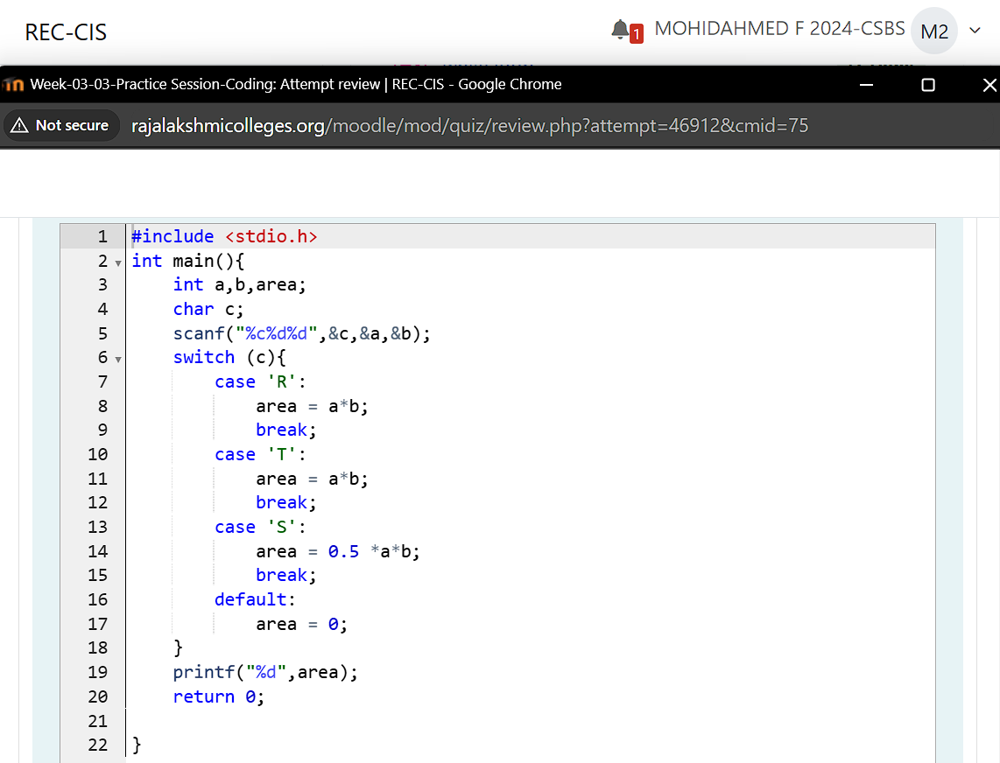 REC-CIS
1
MOHIDAHMED F 2024-CSBS
M2
Week-03-03-Practice Session-Coding: Attempt review | REC-CIS - Google Chrome
Not secure
rajalakshmicolleges.org/moodle/mod/quiz/review.php?attempt=46912&cmid=75
1 #include <stdio.h>
2 int main(){
3     int a,b,area;
4     char c;
5     scanf("%c%d%d",&c,&a,&b);
6     switch (c){
7         case 'R':
8             area = a*b;
9             break;
10         case 'T':
11             area = a*b;
12             break;
13         case 'S':
14             area = 0.5 *a*b;
15             break;
16         default:
17             area = 0;
18     }
19     printf("%d",area);
20     return 0;
21
22 }